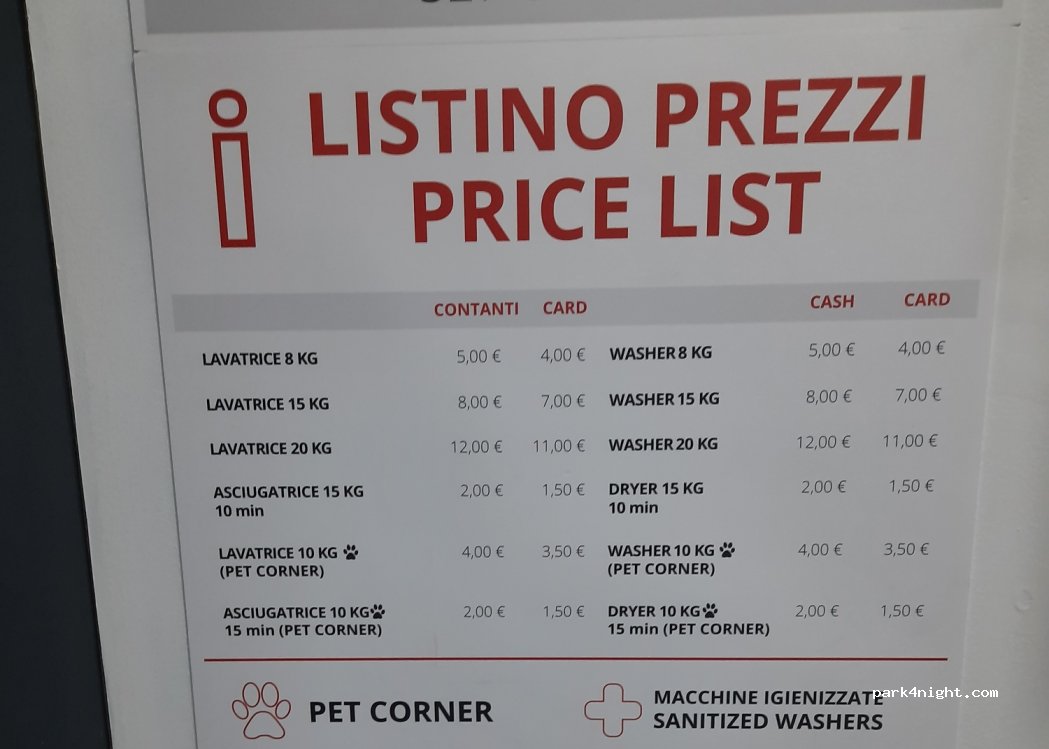 i LISTINO PREZZI
PRICE LIST
CONTANTI CARD CASH CARD
LAVATRICE 8 KG 5,00 € 4,00 € WASHER 8 KG 5,00 € 4,00 €
LAVATRICE 15 KG 8,00 € 7,00 € WASHER 15 KG 8,00 € 7,00 €
LAVATRICE 20 KG 12,00 € 11,00 € WASHER 20 KG 12,00 € 11,00 €
ASCIUGATRICE 15 KG 2,00 € 1,50 € DRYER 15 KG 2,00 € 1,50 €
10 min 10 min
LAVATRICE 10 KG 4,00 € 3,50 € WASHER 10 KG 4,00 € 3,50 €
(PET CORNER) (PET CORNER)
ASCIUGATRICE 10 KG 2,00 € 1,50 € DRYER 10 KG 2,00 € 1,50 €
15 min (PET CORNER) 15 min (PET CORNER)
PET CORNER
MACCHINE IGIENIZZATE
SANITIZED WASHERS
park4night.com